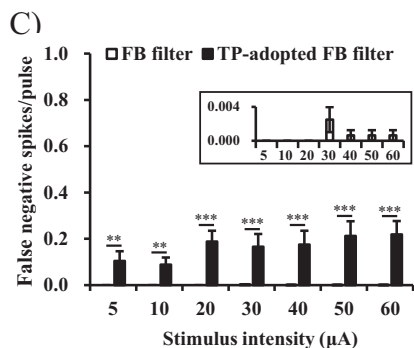 C)
FB filter TP-adopted FB filter
False negative spikes/pulse
1.0
0.8
0.6
0.4
0.2
0.0
0.004
0.000
5 10 20 30 40 50 60
** ** *** *** *** *** ***
5 10 20 30 40 50 60
Stimulus intensity (μA)